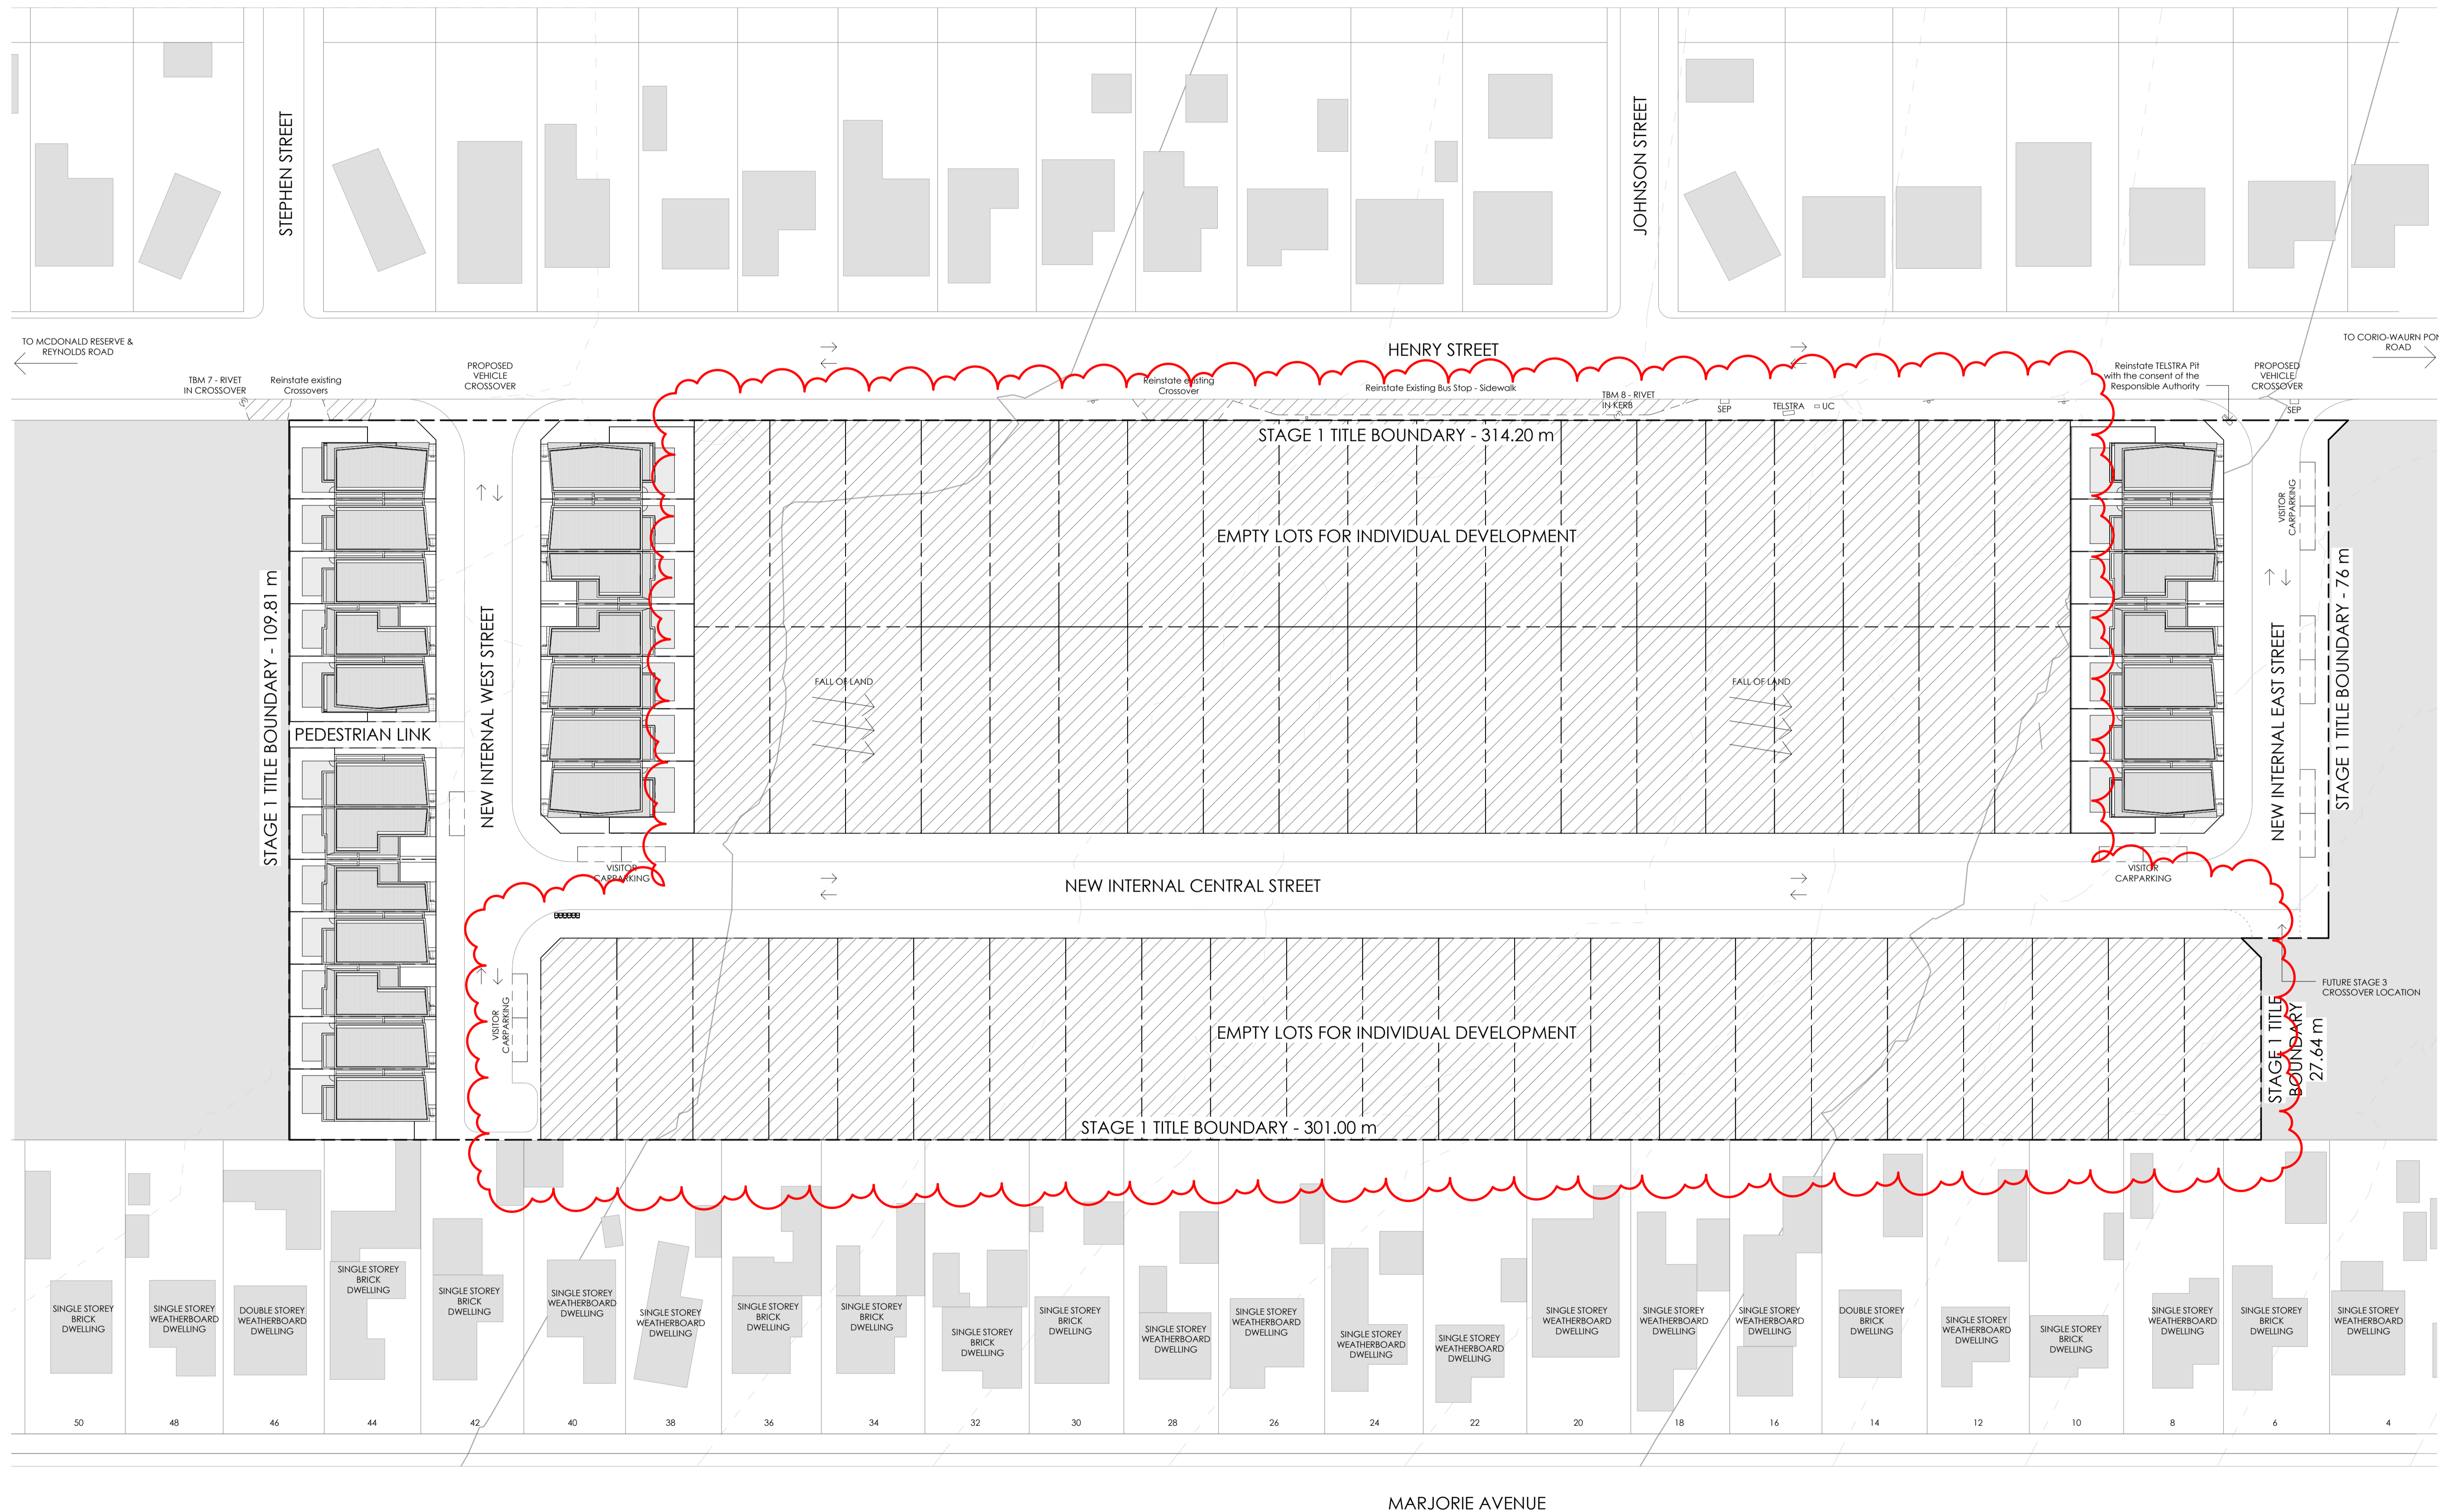 STEPHEN STREET
JOHNSON STREET
HENRY STREET
TO MCDONALD RESERVE &
REYNOLDS ROAD
TO CORIO-WAURN PON
ROAD
TBM 7 - RIVET
IN CROSSOVER
Reinstate existing
Crossovers
PROPOSED
VEHICLE
CROSSOVER
Reinstate existing
Crossover
Reinstate Existing Bus Stop - Sidewalk
TBM 8 - RIVET
IN KERB
SEP
TELSTRA
UC
Reinstate TELSTRA Pit
with the consent of the
Responsible Authority
PROPOSED
VEHICLE
CROSSOVER
SEP
STAGE 1 TITLE BOUNDARY - 314.20 m
EMPTY LOTS FOR INDIVIDUAL DEVELOPMENT
VISITOR
CARPARKING
STAGE 1 TITLE BOUNDARY - 109.81 m
NEW INTERNAL WEST STREET
STAGE 1 TITLE BOUNDARY - 76 m
NEW INTERNAL EAST STREET
FALL OF LAND
FALL OF LAND
PEDESTRIAN LINK
VISITOR
CARPARKING
NEW INTERNAL CENTRAL STREET
VISITOR
CARPARKING
VISITOR
CARPARKING
FUTURE STAGE 3
CROSSOVER LOCATION
EMPTY LOTS FOR INDIVIDUAL DEVELOPMENT
STAGE 1 TITLE
BOUNDARY
27.64 m
STAGE 1 TITLE BOUNDARY - 301.00 m
SINGLE STOREY
BRICK
DWELLING
SINGLE STOREY
WEATHERBOARD
DWELLING
DOUBLE STOREY
WEATHERBOARD
DWELLING
SINGLE STOREY
BRICK
DWELLING
SINGLE STOREY
BRICK
DWELLING
SINGLE STOREY
WEATHERBOARD
DWELLING
SINGLE STOREY
WEATHERBOARD
DWELLING
SINGLE STOREY
BRICK
DWELLING
SINGLE STOREY
BRICK
DWELLING
SINGLE STOREY
BRICK
DWELLING
SINGLE STOREY
BRICK
DWELLING
SINGLE STOREY
WEATHERBOARD
DWELLING
SINGLE STOREY
WEATHERBOARD
DWELLING
SINGLE STOREY
WEATHERBOARD
DWELLING
SINGLE STOREY
WEATHERBOARD
DWELLING
SINGLE STOREY
WEATHERBOARD
DWELLING
SINGLE STOREY
WEATHERBOARD
DWELLING
SINGLE STOREY
WEATHERBOARD
DWELLING
DOUBLE STOREY
BRICK
DWELLING
SINGLE STOREY
WEATHERBOARD
DWELLING
SINGLE STOREY
BRICK
DWELLING
SINGLE STOREY
WEATHERBOARD
DWELLING
SINGLE STOREY
BRICK
DWELLING
SINGLE STOREY
WEATHERBOARD
DWELLING
50
48
46
44
42
40
38
36
34
32
30
28
26
24
22
20
18
16
14
12
10
8
6
4
MARJORIE AVENUE